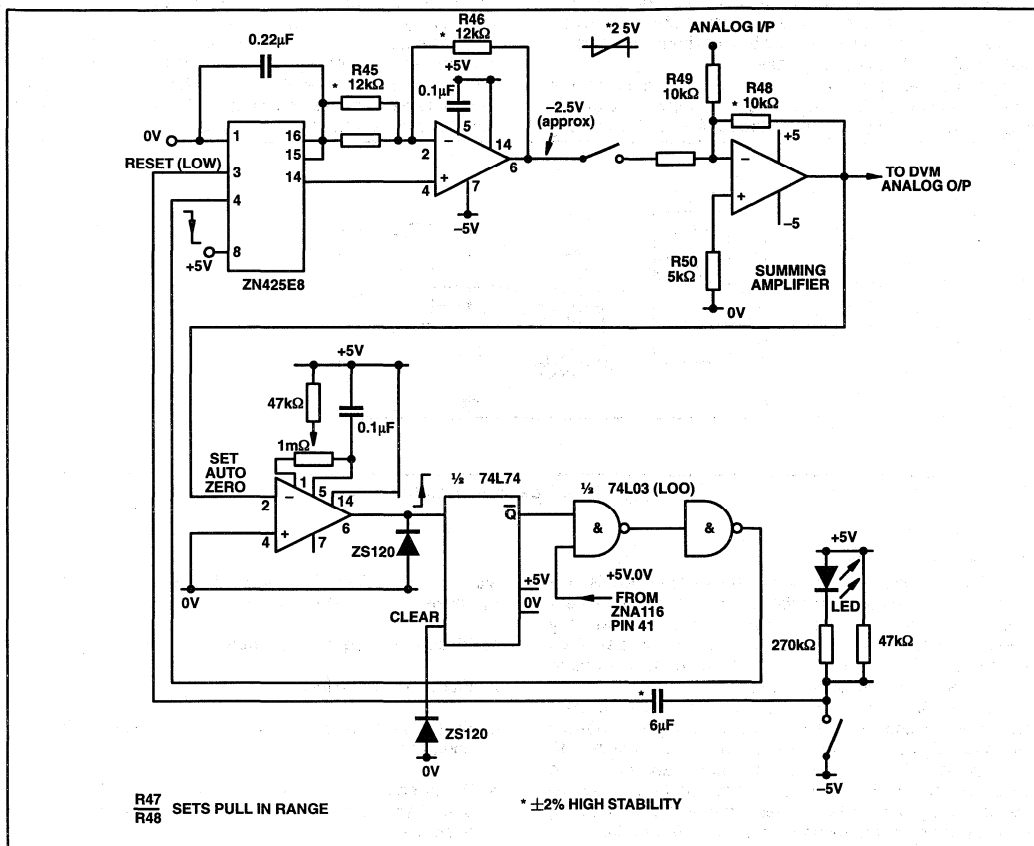 R46
* 12kΩ
*2 5V
ANALOG I/P
0.22µF
+5V
R45
* 12kΩ
0.1µF
R49
10kΩ
R48
* 10kΩ
–2.5V
(approx)
+5
0V
1
16
15
5
14
–
2
6
–
RESET (LOW)
3
14
+
4
7
TO DVM
ANALOG O/P
4
–5V
+
–5
+5V
8
R50
5kΩ
SUMMING
AMPLIFIER
ZN425E8
0V
+5V
47kΩ
0.1µF
1mΩ
SET
AUTO
ZERO
1
5
14
½ 74L74
½ 74L03 (LOO)
2
–
6
Q
&
&
+5V
4
+
7
ZS120
+5V.0V
+5V
FROM
ZNA116
PIN 41
LED
0V
0V
CLEAR
270kΩ
47kΩ
*
6µF
ZS120
0V
–5V
R47
R48
SETS PULL IN RANGE
* ±2% HIGH STABILITY